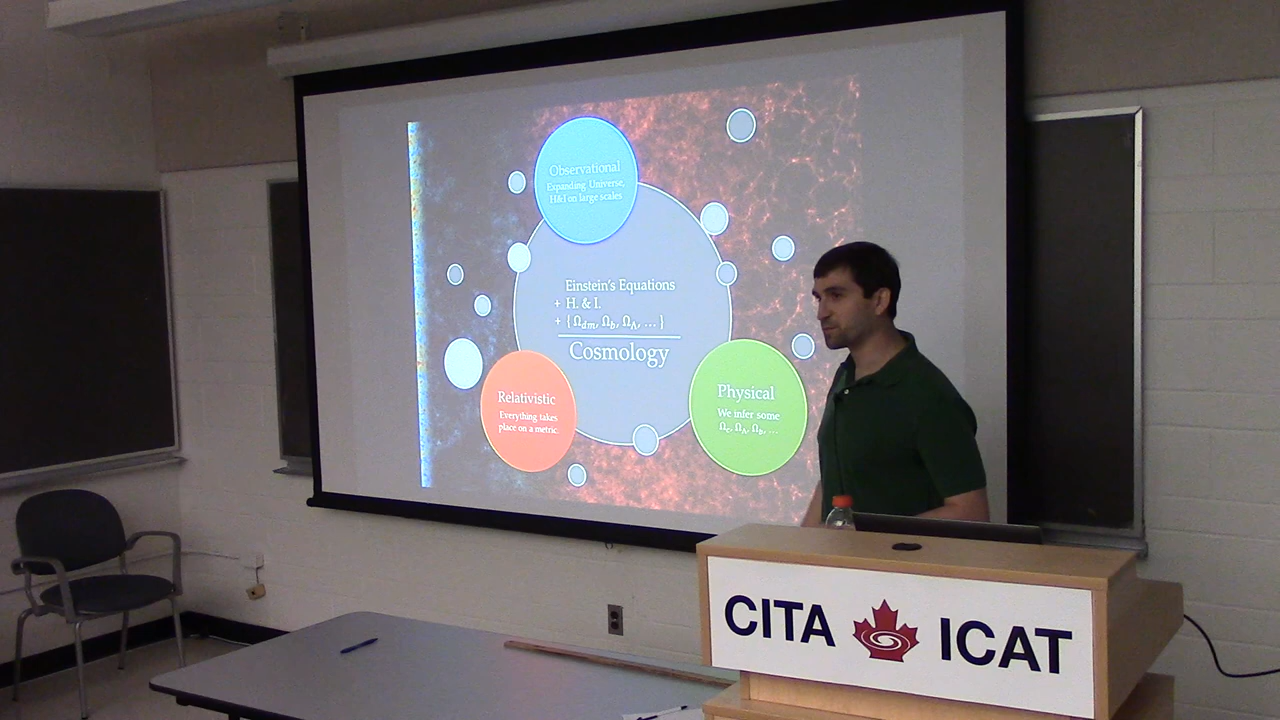 Observational
Expanding Universe,
H&I on large scales
Einstein's Equations
+ H. & I.
+ { Ω_dm, Ω_b, Ω_Λ, … }
Cosmology
Relativistic
Everything takes
place on a metric.
Physical
We infer some
Ω_c, Ω_Λ, Ω_b, …
CITA ICAT